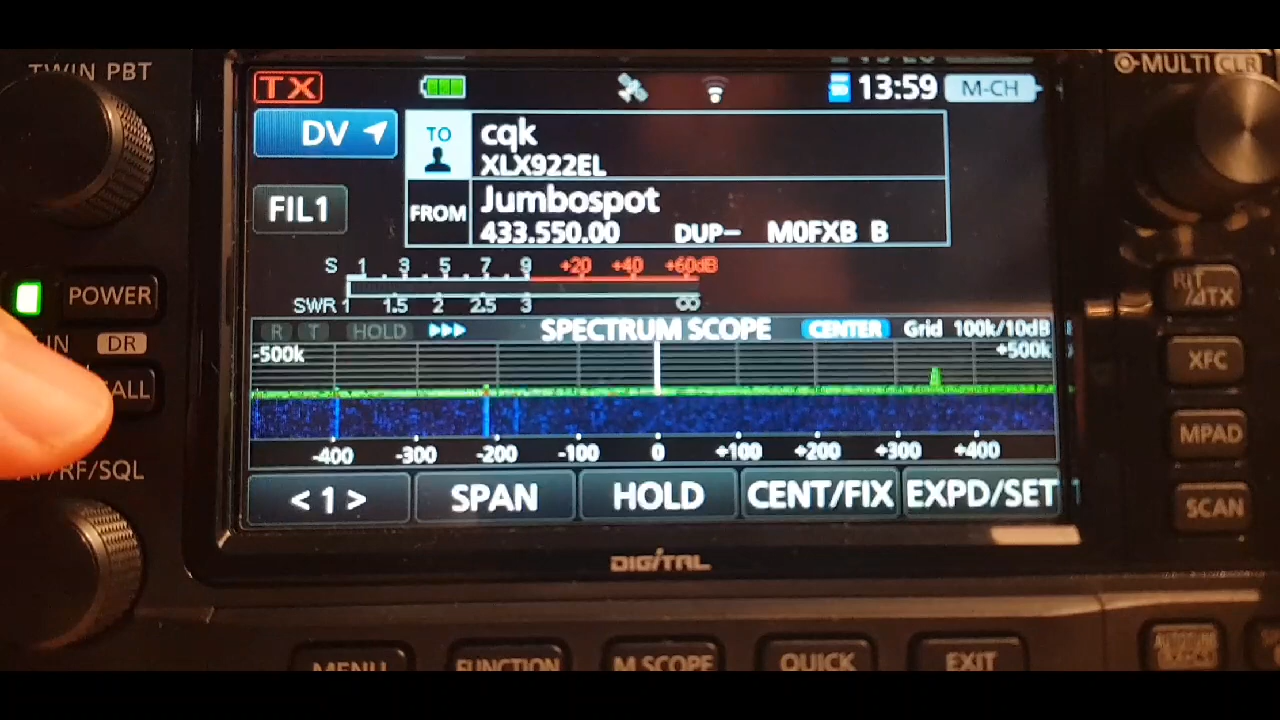 TWIN PBT
MULTI CLR
TX
13:59 M-CH
DV
TO cqk
XLX922EL
FIL1
FROM Jumbospot
433.550.00 DUP- M0FXB B
S 1 3 5 7 9 +20 +40 +60dB
SWR 1 1.5 2 2.5 3 ∞
POWER
R T HOLD SPECTRUM SCOPE CENTER Grid 100k/10dB
-500k +500k
DR
-400 -300 -200 -100 0 +100 +200 +300 +400
<1> SPAN HOLD CENT/FIX EXPD/SET
RIT
/ΔTX
XFC
MPAD
SCAN
/RF/SQL
DIGITAL
MENU FUNCTION M.SCOPE QUICK EXIT